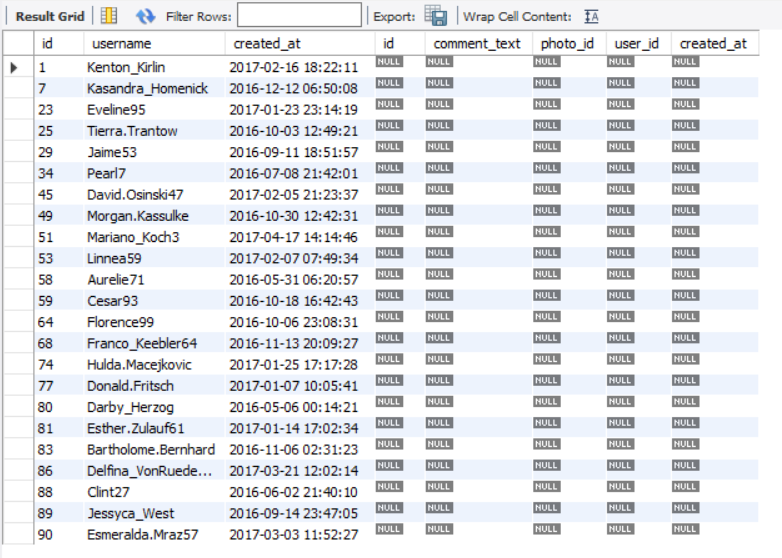 Result Grid Filter Rows: Export: Wrap Cell Content:
id username created_at id comment_text photo_id user_id created_at
1 Kenton_Kirlin 2017-02-16 18:22:11 NULL NULL NULL NULL NULL
7 Kasandra_Homenick 2016-12-12 06:50:08 NULL NULL NULL NULL NULL
23 Eveline95 2017-01-23 23:14:19 NULL NULL NULL NULL NULL
25 Tierra.Trantow 2016-10-03 12:49:21 NULL NULL NULL NULL NULL
29 Jaime53 2016-09-11 18:51:57 NULL NULL NULL NULL NULL
34 Pearl7 2016-07-08 21:42:01 NULL NULL NULL NULL NULL
45 David.Osinski47 2017-02-05 21:23:37 NULL NULL NULL NULL NULL
49 Morgan.Kassulke 2016-10-30 12:42:31 NULL NULL NULL NULL NULL
51 Mariano_Koch3 2017-04-17 14:14:46 NULL NULL NULL NULL NULL
53 Linnea59 2017-02-07 07:49:34 NULL NULL NULL NULL NULL
58 Aurelie71 2016-05-31 06:20:57 NULL NULL NULL NULL NULL
59 Cesar93 2016-10-18 16:42:43 NULL NULL NULL NULL NULL
64 Florence99 2016-10-06 23:08:31 NULL NULL NULL NULL NULL
68 Franco_Keebler64 2016-11-13 20:09:27 NULL NULL NULL NULL NULL
74 Hulda.Macejkovic 2017-01-25 17:17:28 NULL NULL NULL NULL NULL
77 Donald.Fritsch 2017-01-07 10:05:41 NULL NULL NULL NULL NULL
80 Darby_Herzog 2016-05-06 00:14:21 NULL NULL NULL NULL NULL
81 Esther.Zulauf61 2017-01-14 17:02:34 NULL NULL NULL NULL NULL
83 Bartholome.Bernhard 2016-11-06 02:31:23 NULL NULL NULL NULL NULL
86 Delfina_VonRuede... 2017-03-21 12:02:14 NULL NULL NULL NULL NULL
88 Clint27 2016-06-02 21:40:10 NULL NULL NULL NULL NULL
89 Jessyca_West 2016-09-14 23:47:05 NULL NULL NULL NULL NULL
90 Esmeralda.Mraz57 2017-03-03 11:52:27 NULL NULL NULL NULL NULL